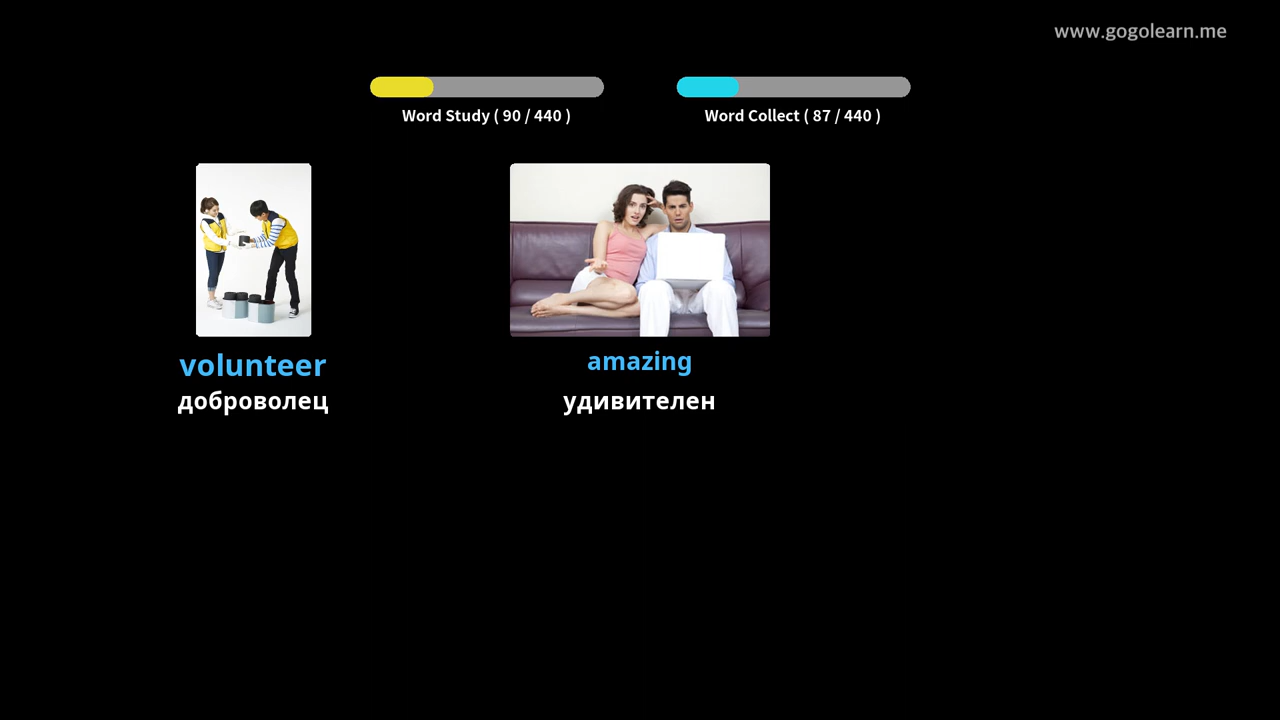 www.gogolearn.me
Word Study ( 90 / 440 )
Word Collect ( 87 / 440 )
volunteer
доброволец
amazing
удивителен